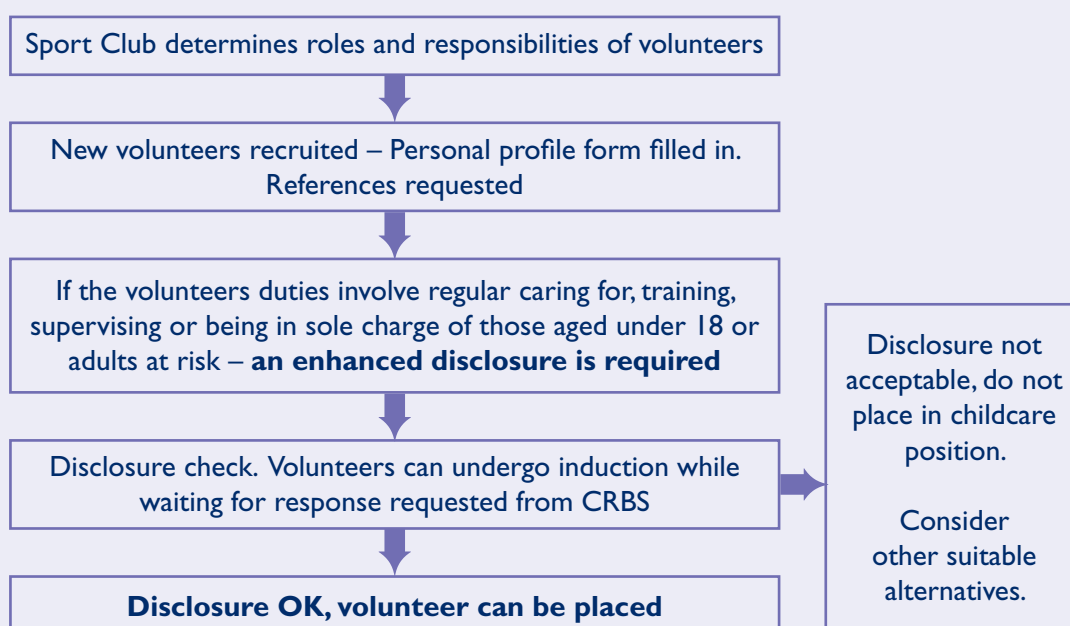 Sport Club determines roles and responsibilities of volunteers
New volunteers recruited – Personal profile form filled in.
References requested
If the volunteers duties involve regular caring for, training,
supervising or being in sole charge of those aged under 18 or
adults at risk – an enhanced disclosure is required
Disclosure check. Volunteers can undergo induction while
waiting for response requested from CRBS
Disclosure OK, volunteer can be placed
Disclosure not
acceptable, do not
place in childcare
position.
Consider
other suitable
alternatives.